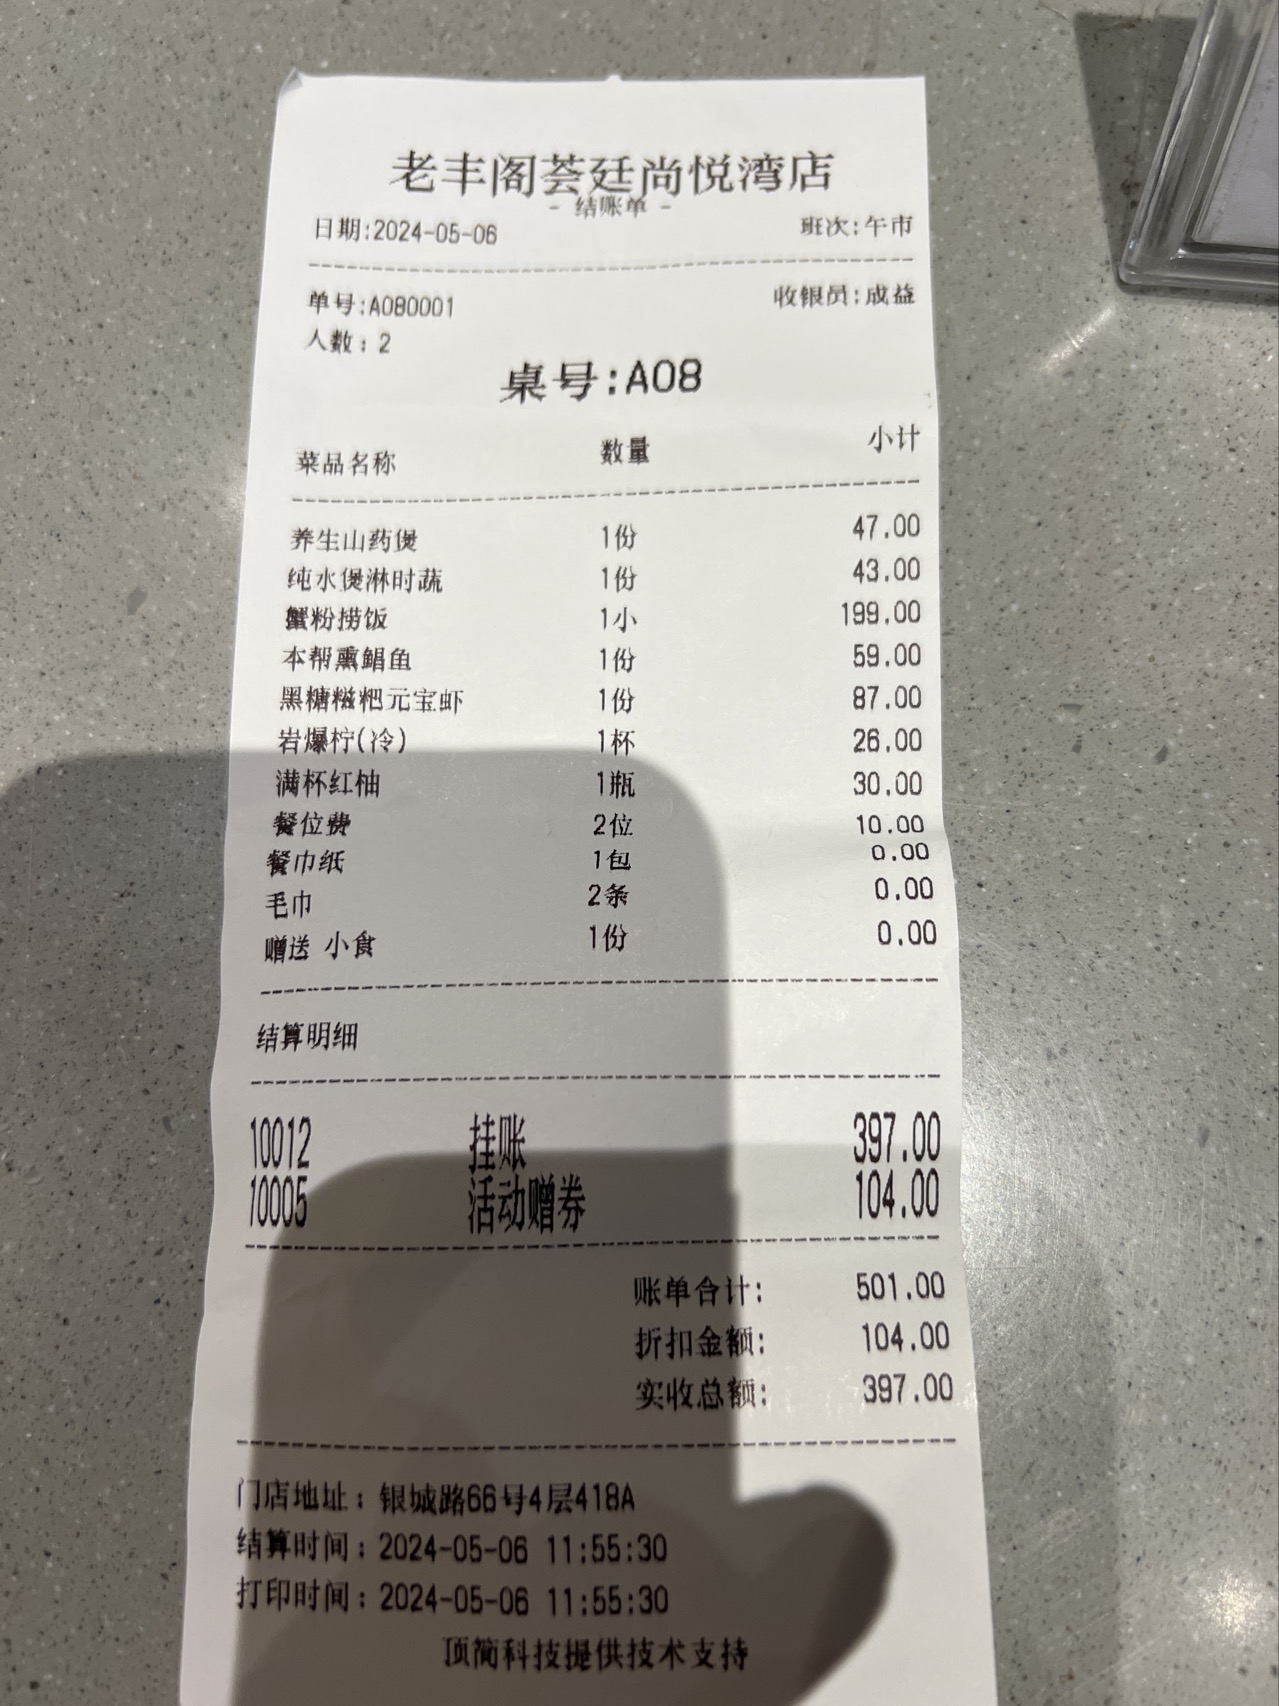 老丰阁荟廷尚悦湾店
- 结账单 -
日期:2024-05-06 班次:午市
单号:A080001 收银员:成益
人数: 2
桌号:A08
菜品名称 数量 小计
养生山药煲 1份 47.00
纯水煲淋时蔬 1份 43.00
蟹粉捞饭 1小 199.00
本帮熏鲳鱼 1份 59.00
黑糖糍粑元宝虾 1份 87.00
岩爆柠(冷) 1杯 26.00
满杯红柚 1瓶 30.00
餐位费 2位 10.00
餐巾纸 1包 0.00
毛巾 2条 0.00
赠送 小食 1份 0.00
结算明细
10012 挂账 397.00
10005 活动赠券 104.00
账单合计: 501.00
折扣金额: 104.00
实收总额: 397.00
门店地址: 银城路66号4层418A
结算时间: 2024-05-06 11:55:30
打印时间: 2024-05-06 11:55:30
顶简科技提供技术支持